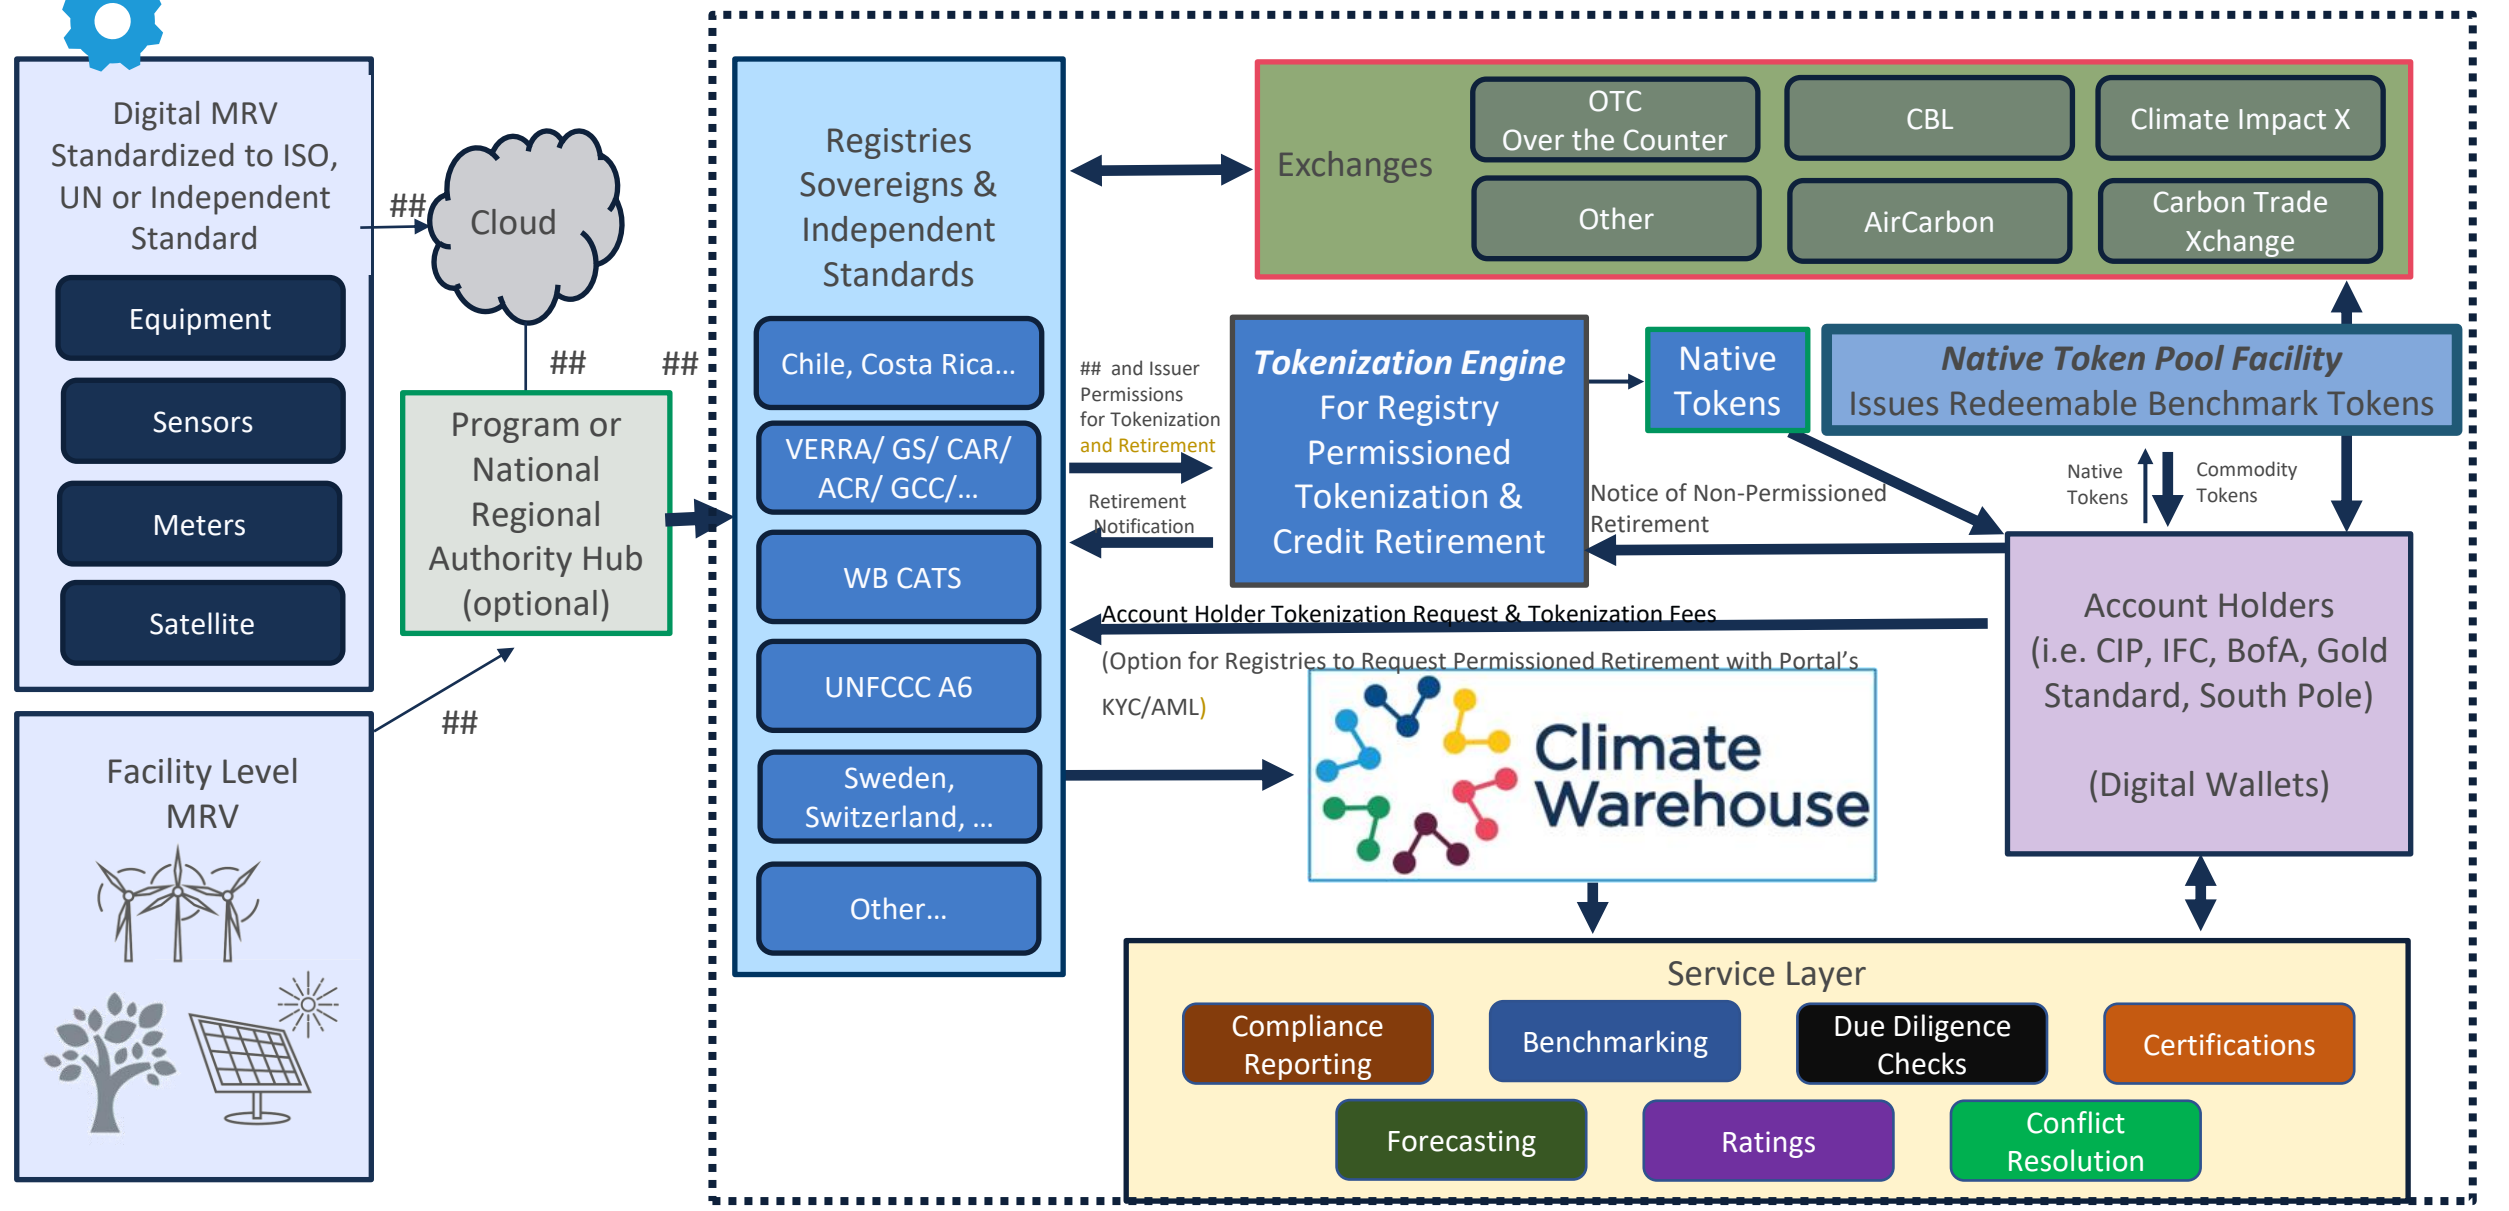 Digital MRV
Standardized to ISO,
UN or Independent
Standard
Equipment
Sensors
Meters
Satellite
Facility Level
MRV
##
Cloud
##
##
##
Program or
National
Regional
Authority Hub
(optional)
Registries
Sovereigns &
Independent
Standards
Chile, Costa Rica...
VERRA/ GS/ CAR/
ACR/ GCC/...
WB CATS
UNFCCC A6
Sweden,
Switzerland, ...
Other...
Exchanges
OTC
Over the Counter
CBL
Climate Impact X
Other
AirCarbon
Carbon Trade
Xchange
## and Issuer
Permissions
for Tokenization
and Retirement
Retirement
Notification
Tokenization Engine
For Registry
Permissioned
Tokenization &
Credit Retirement
Native
Tokens
Native Token Pool Facility
Issues Redeemable Benchmark Tokens
Native
Tokens
Commodity
Tokens
Notice of Non-Permissioned
Retirement
Account Holder Tokenization Request & Tokenization Fees
(Option for Registries to Request Permissioned Retirement with Portal's
KYC/AML)
Climate
Warehouse
Account Holders
(i.e. CIP, IFC, BofA, Gold
Standard, South Pole)
(Digital Wallets)
Service Layer
Compliance
Reporting
Benchmarking
Due Diligence
Checks
Certifications
Forecasting
Ratings
Conflict
Resolution